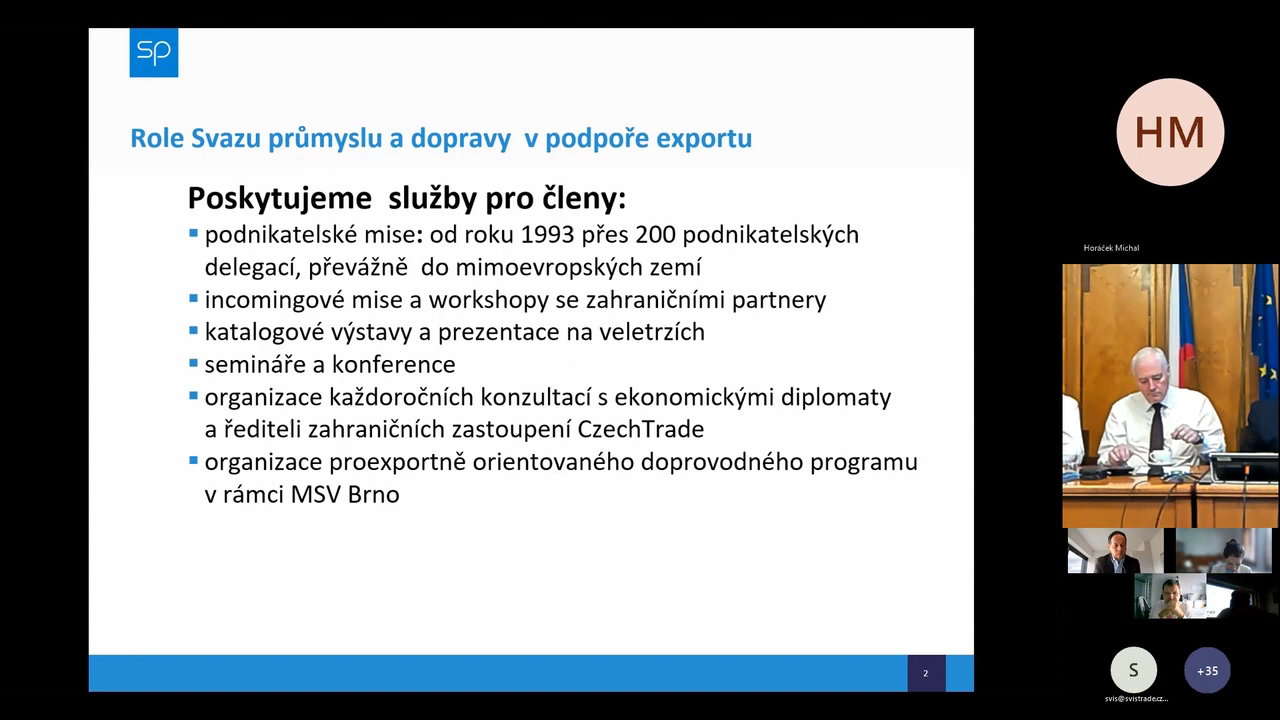 sp
Role Svazu průmyslu a dopravy v podpoře exportu
Poskytujeme služby pro členy:
podnikatelské mise: od roku 1993 přes 200 podnikatelských
delegací, převážně do mimoevropských zemí
incomingové mise a workshopy se zahraničními partnery
katalogové výstavy a prezentace na veletrzích
semináře a konference
organizace každoročních konzultací s ekonomickými diplomaty
a řediteli zahraničních zastoupení CzechTrade
organizace proexportně orientovaného doprovodného programu
v rámci MSV Brno
2
HM
Horáček Michal
S
+35
svis@svistrade.cz...